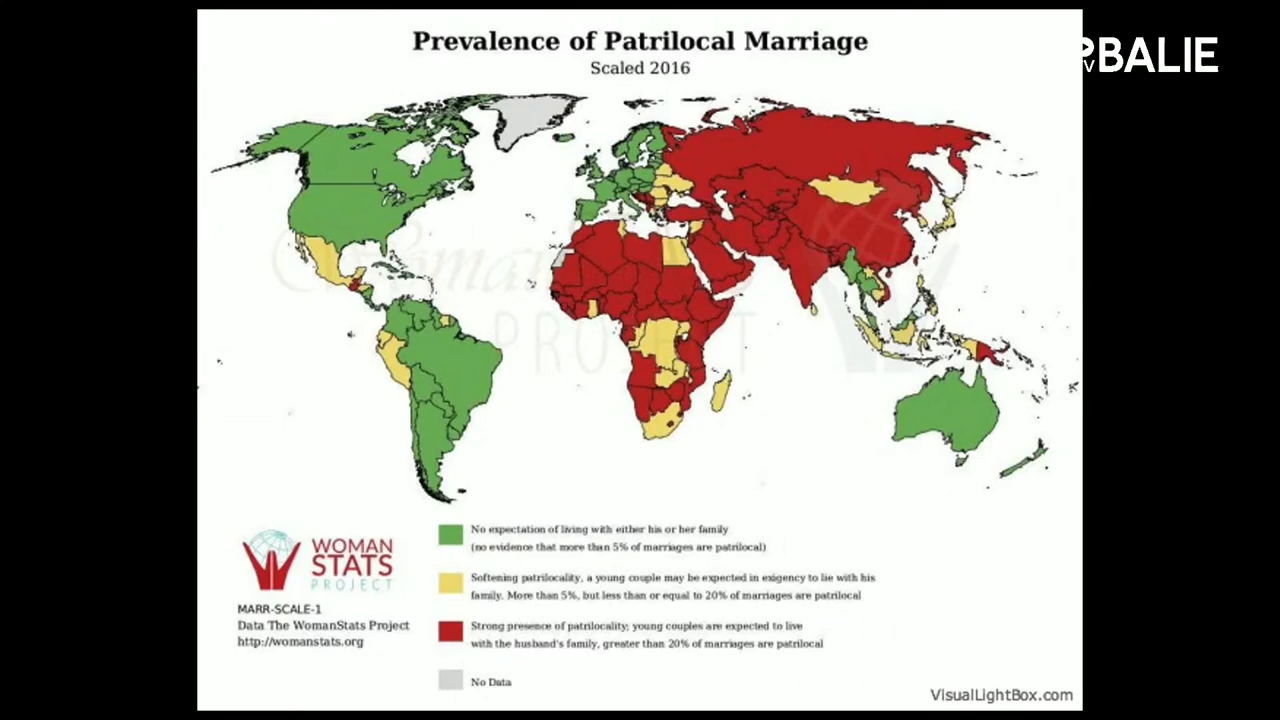 Prevalence of Patrilocal Marriage
Scaled 2016
BALIE
V
Woman
PROJECT
WOMAN
STATS
PROJECT
MARR-SCALE-1
Data The WomanStats Project
http://womanstats.org
No expectation of living with either his or her family
(no evidence that more than 5% of marriages are patrilocal)
Softening patrilocality, a young couple may be expected in exigency to lie with his
family. More than 5%, but less than or equal to 20% of marriages are patrilocal
Strong presence of patrilocality; young couples are expected to live
with the husband's family, greater than 20% of marriages are patrilocal
No Data
VisualLightBox.com